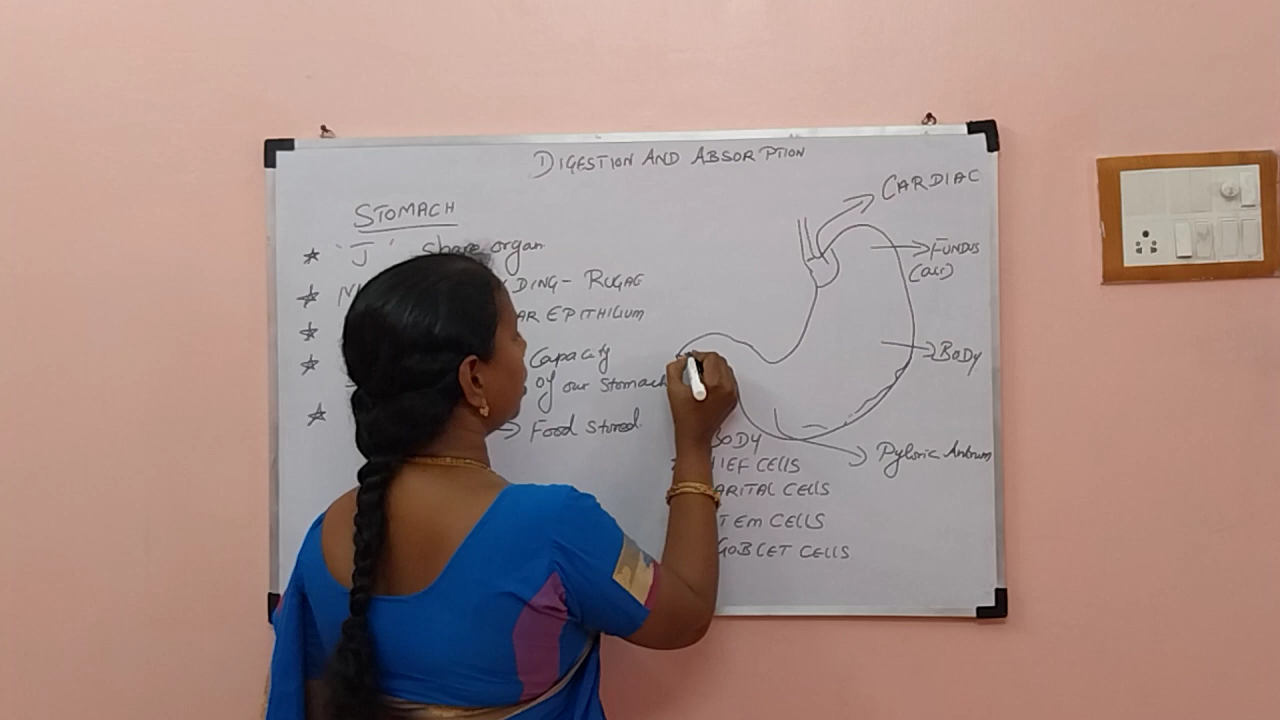 DIGESTION AND ABSORPTION
STOMACH
'J' shape organ
DING - RUGAE
AR EPITHILIUM
Capacity
of our stomach
Food stored
CARDIAC
FUNDUS
(air)
BODY
Pyloric Antrum
BODY
IEF CELLS
ARITAL CELLS
TEM CELLS
GOBLET CELLS